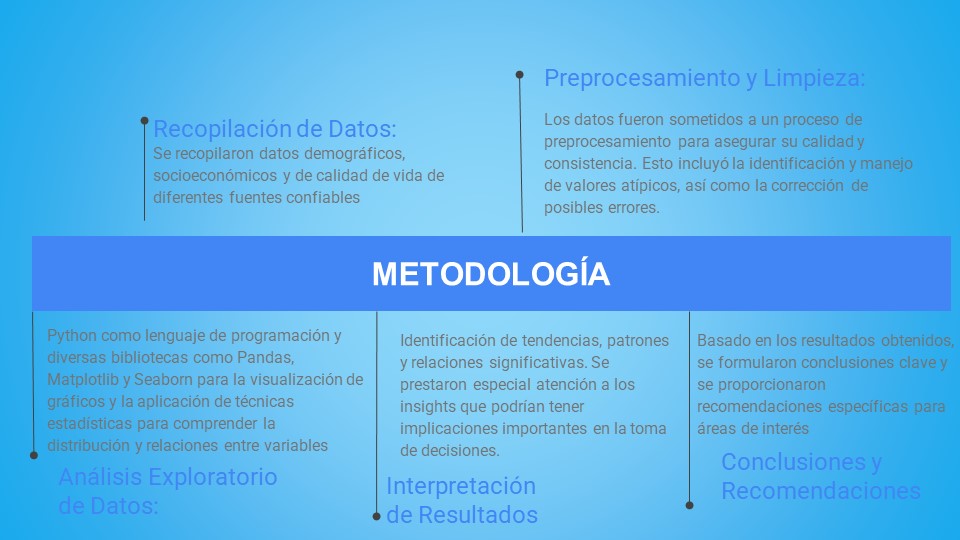 Preprocesamiento y Limpieza:
Los datos fueron sometidos a un proceso de
preprocesamiento para asegurar su calidad y
consistencia. Esto incluyó la identificación y manejo
de valores atípicos, así como la corrección de
posibles errores.
Recopilación de Datos:
Se recopilaron datos demográficos,
socioeconómicos y de calidad de vida de
diferentes fuentes confiables
METODOLOGÍA
Python como lenguaje de programación y
diversas bibliotecas como Pandas,
Matplotlib y Seaborn para la visualización de
gráficos y la aplicación de técnicas
estadísticas para comprender la
distribución y relaciones entre variables
Análisis Exploratorio
de Datos:
Identificación de tendencias, patrones
y relaciones significativas. Se
prestaron especial atención a los
insights que podrían tener
implicaciones importantes en la toma
de decisiones.
Interpretación
de Resultados
Basado en los resultados obtenidos,
se formularon conclusiones clave y
se proporcionaron
recomendaciones específicas para
áreas de interés
Conclusiones y
Recomendaciones